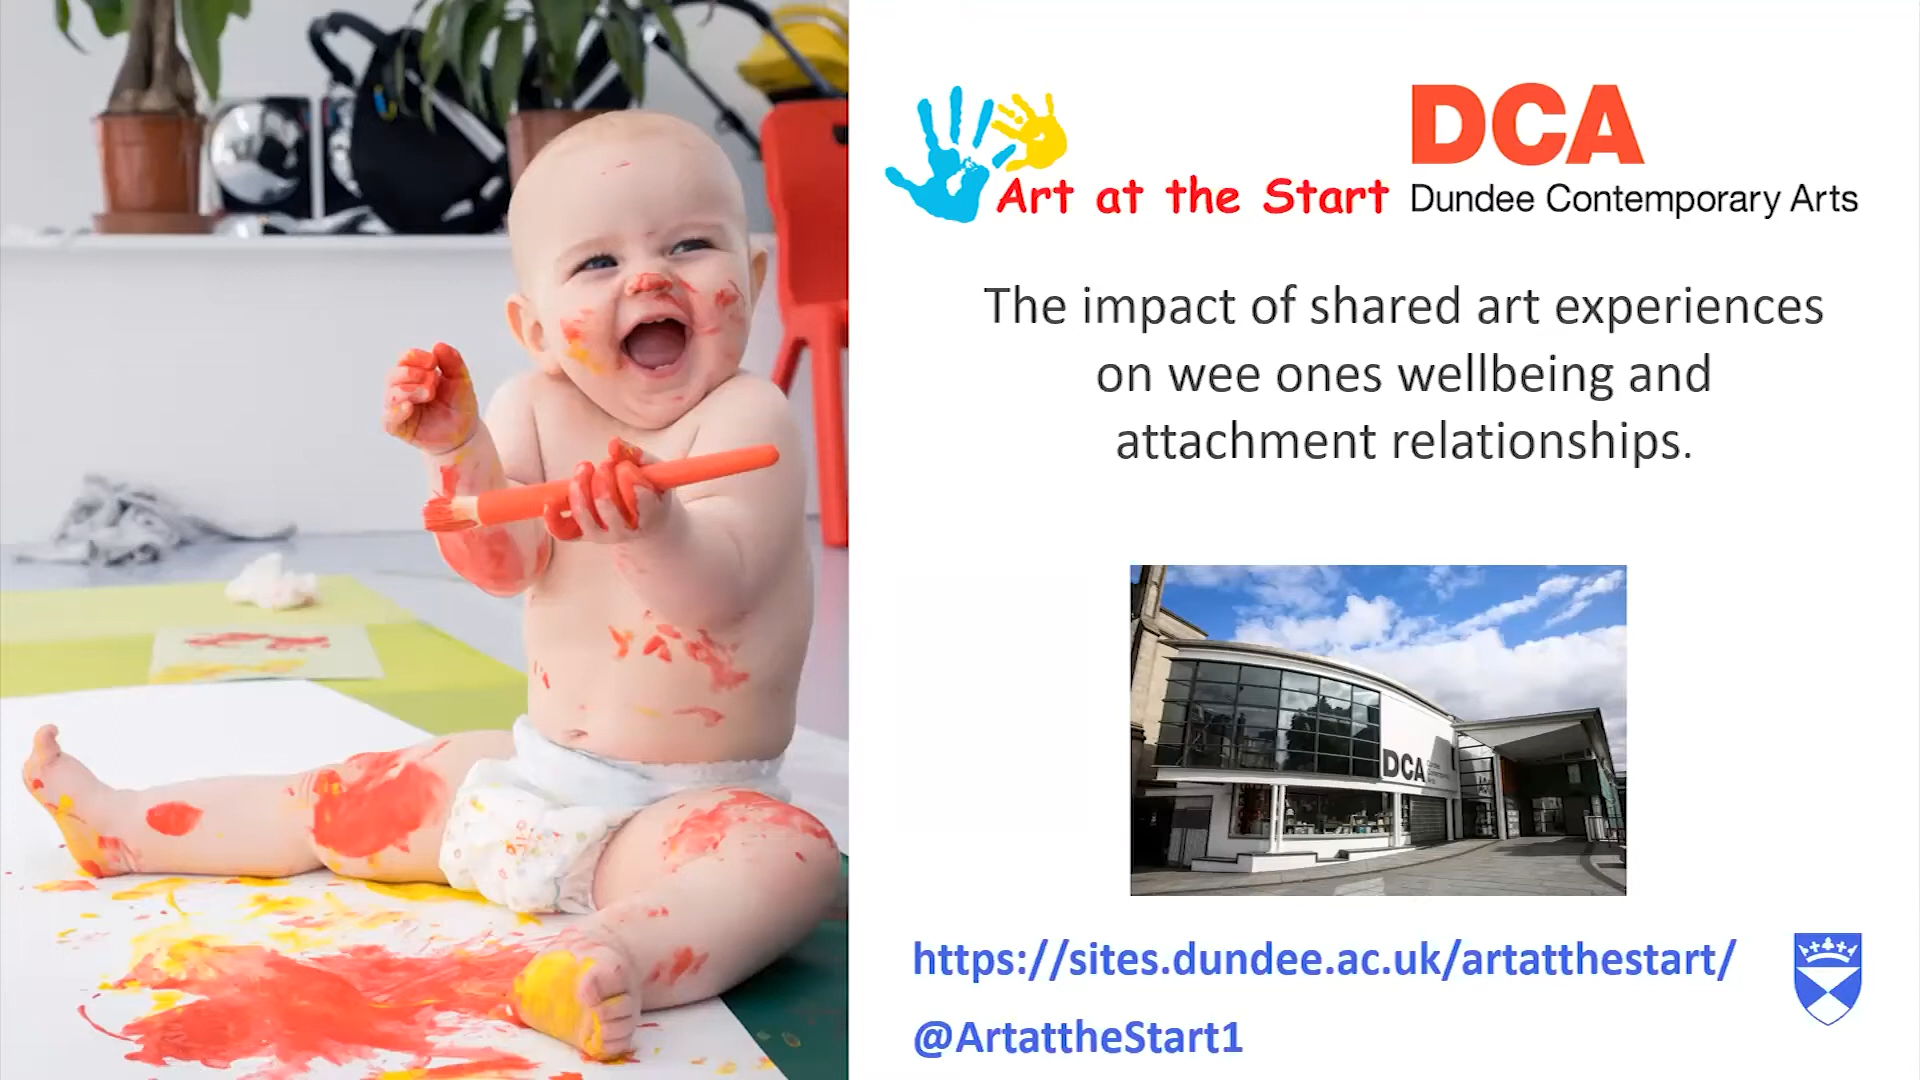 Art at the Start
DCA
Dundee Contemporary Arts
The impact of shared art experiences
on wee ones wellbeing and
attachment relationships.
DCA
https://sites.dundee.ac.uk/artatthestart/
@ArtattheStart1